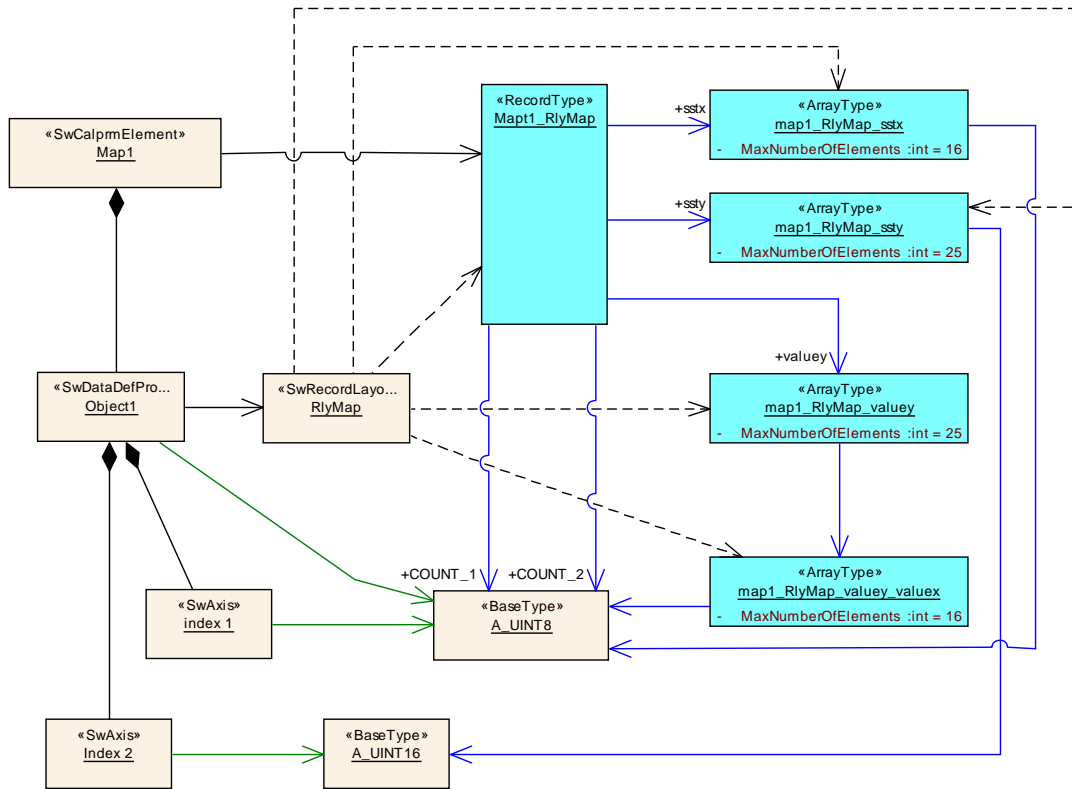 «RecordType»
Mapt1_RlyMap
+sstx
«ArrayType»
map1_RlyMap_sstx
- MaxNumberOfElements :int = 16
«SwCalprmElement»
Map1
+ssty
«ArrayType»
map1_RlyMap_ssty
- MaxNumberOfElements :int = 25
+valuey
«SwDataDefPro...
Object1
«SwRecordLayo...
RlyMap
«ArrayType»
map1_RlyMap_valuey
- MaxNumberOfElements :int = 25
+COUNT_1
+COUNT_2
«ArrayType»
map1_RlyMap_valuey_valuex
- MaxNumberOfElements :int = 16
«SwAxis»
index 1
«BaseType»
A_UINT8
«SwAxis»
Index 2
«BaseType»
A_UINT16